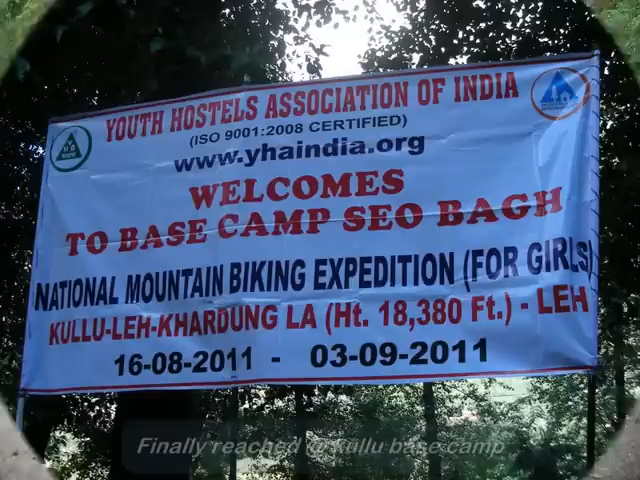 YOUTH HOSTELS ASSOCIATION OF INDIA
(ISO 9001:2008 CERTIFIED)
www.yhaindia.org
WELCOMES
TO BASE CAMP SEO BAGH
NATIONAL MOUNTAIN BIKING EXPEDITION (FOR GIRLS)
KULLU-LEH-KHARDUNG LA (Ht. 18,380 Ft.) - LEH
16-08-2011 - 03-09-2011
Finally reached @ kullu base camp